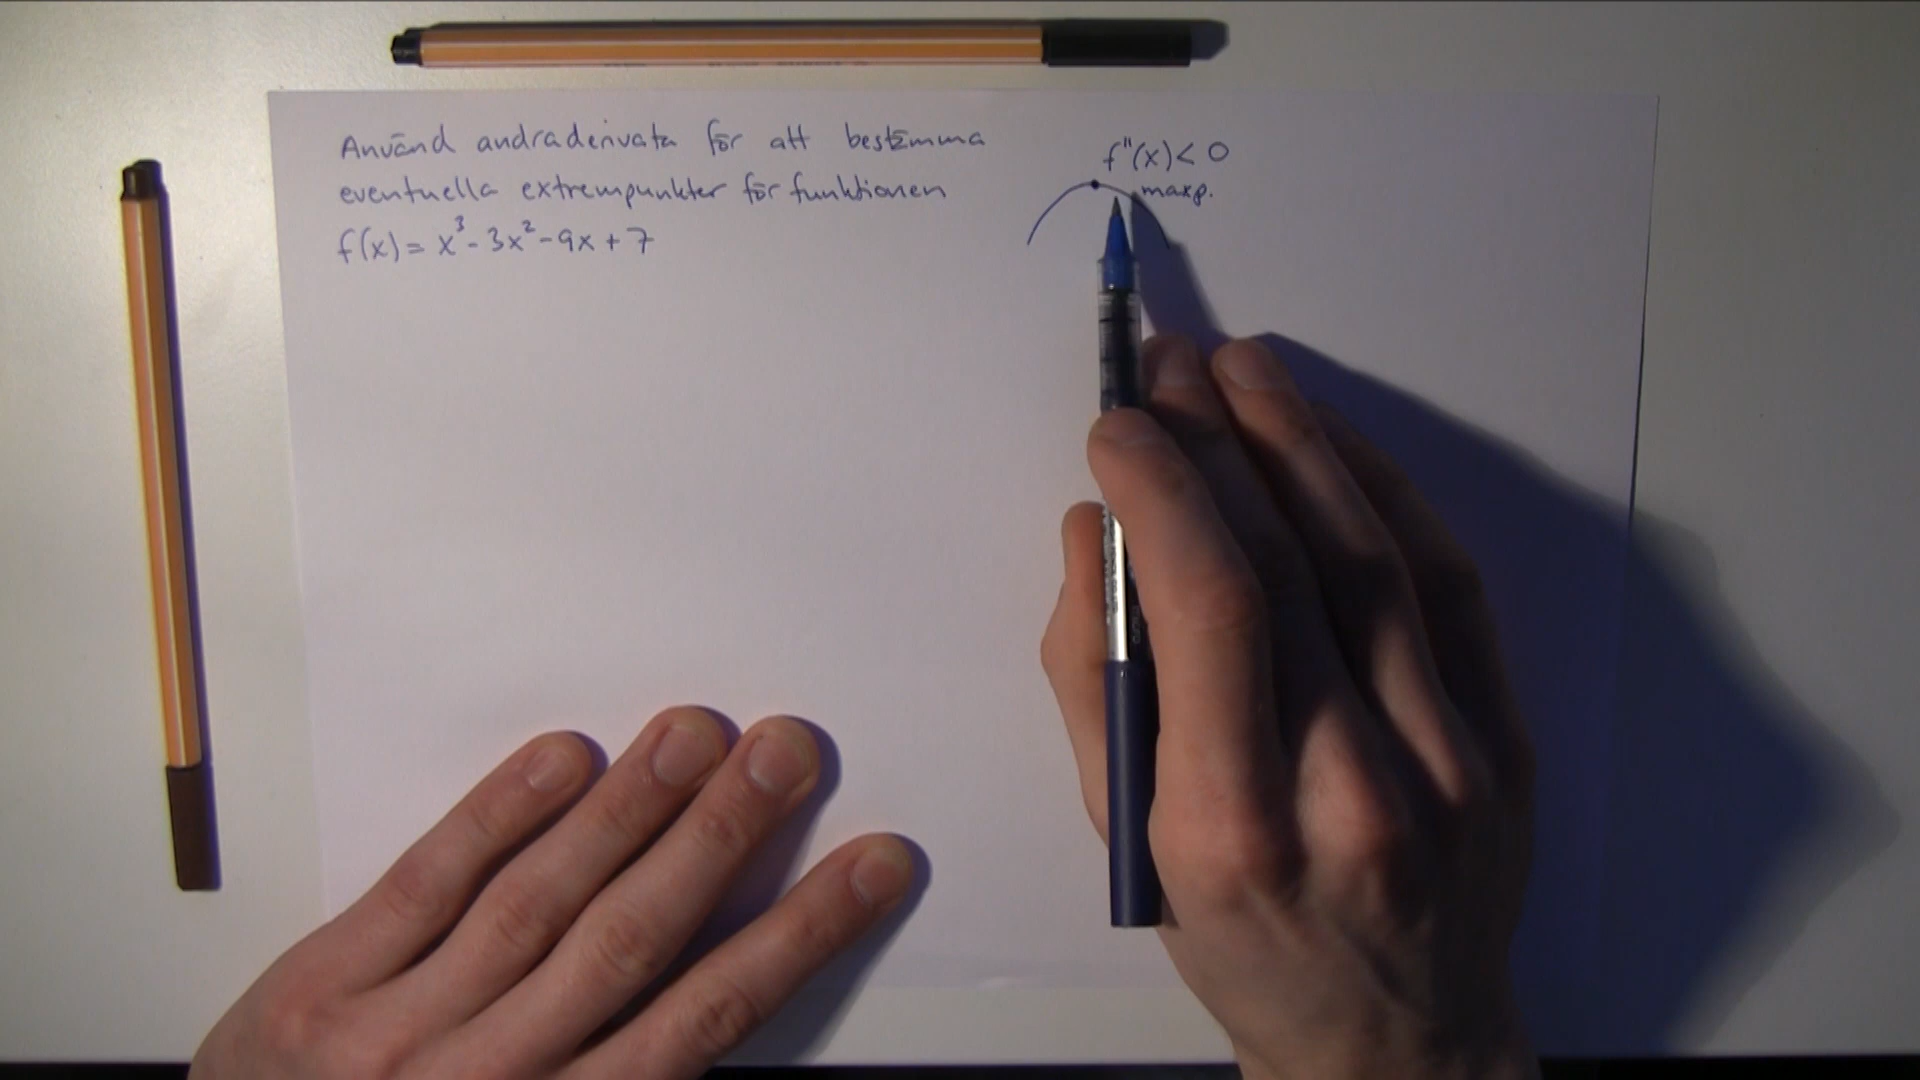 Använd andraderivata för att bestämma
eventuella extrempunkter för funktionen
f(x) = x³ - 3x² - 9x + 7
f"(x) < 0
maxp.